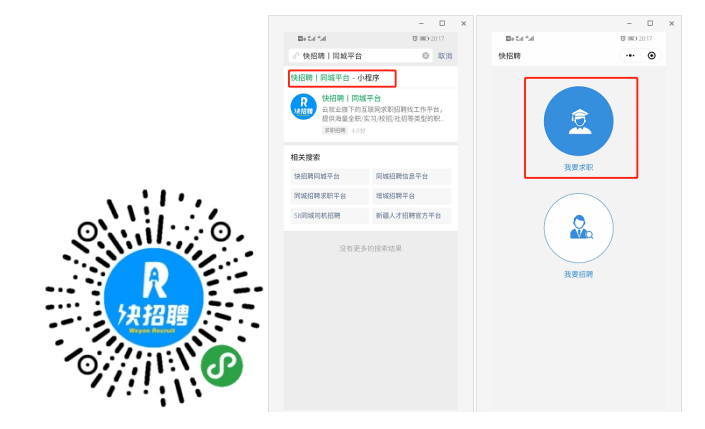 快招聘
Weyon Recruit
20:17
快招聘丨同城平台
取消
快招聘丨同城平台 - 小程序
快招聘
快招聘丨同城平台
云就业旗下的互联网求职招聘找工作平台，
提供海量全职/实习/校招/社招等类型的职...
求职招聘 4.0分
相关搜索
快招聘同城平台
同城招聘信息平台
同城招聘求职平台
增城招聘平台
58同城司机招聘
新疆人才招聘官方平台
没有更多的搜索结果
20:17
快招聘
我要求职
我要招聘